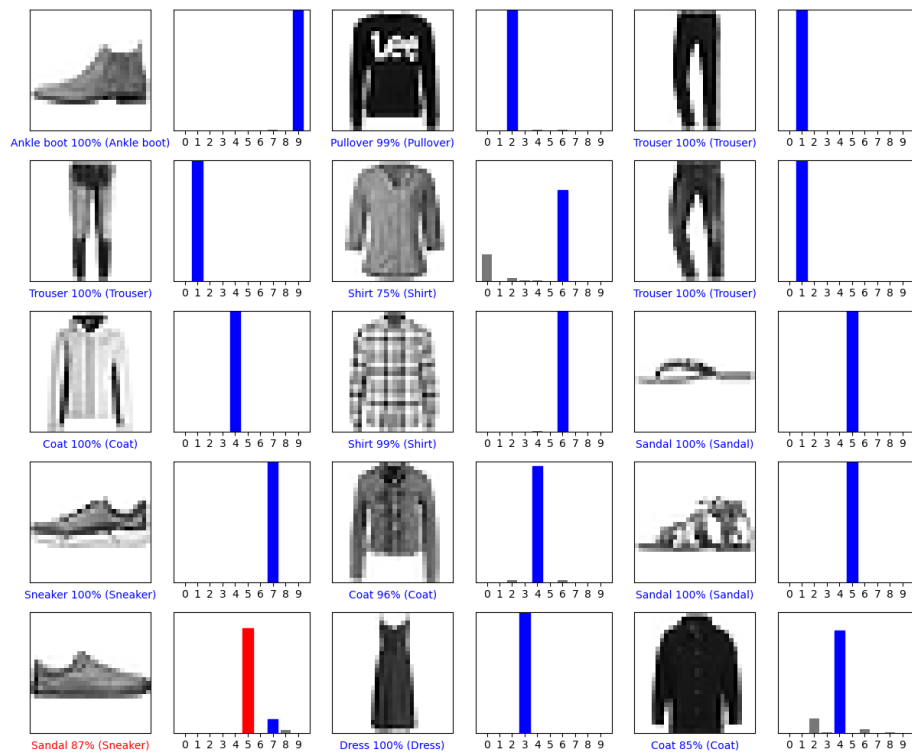 Lee
0 1 2 3 4 5 6 7 8 9
0 1 2 3 4 5 6 7 8 9
0 1 2 3 4 5 6 7 8 9
Ankle boot 100% (Ankle boot)
Pullover 99% (Pullover)
Trouser 100% (Trouser)
0 1 2 3 4 5 6 7 8 9
0 1 2 3 4 5 6 7 8 9
0 1 2 3 4 5 6 7 8 9
Trouser 100% (Trouser)
Shirt 75% (Shirt)
Trouser 100% (Trouser)
0 1 2 3 4 5 6 7 8 9
0 1 2 3 4 5 6 7 8 9
0 1 2 3 4 5 6 7 8 9
Coat 100% (Coat)
Shirt 99% (Shirt)
Sandal 100% (Sandal)
0 1 2 3 4 5 6 7 8 9
0 1 2 3 4 5 6 7 8 9
0 1 2 3 4 5 6 7 8 9
Sneaker 100% (Sneaker)
Coat 96% (Coat)
Sandal 100% (Sandal)
0 1 2 3 4 5 6 7 8 9
0 1 2 3 4 5 6 7 8 9
0 1 2 3 4 5 6 7 8 9
Sandal 87% (Sneaker)
Dress 100% (Dress)
Coat 85% (Coat)